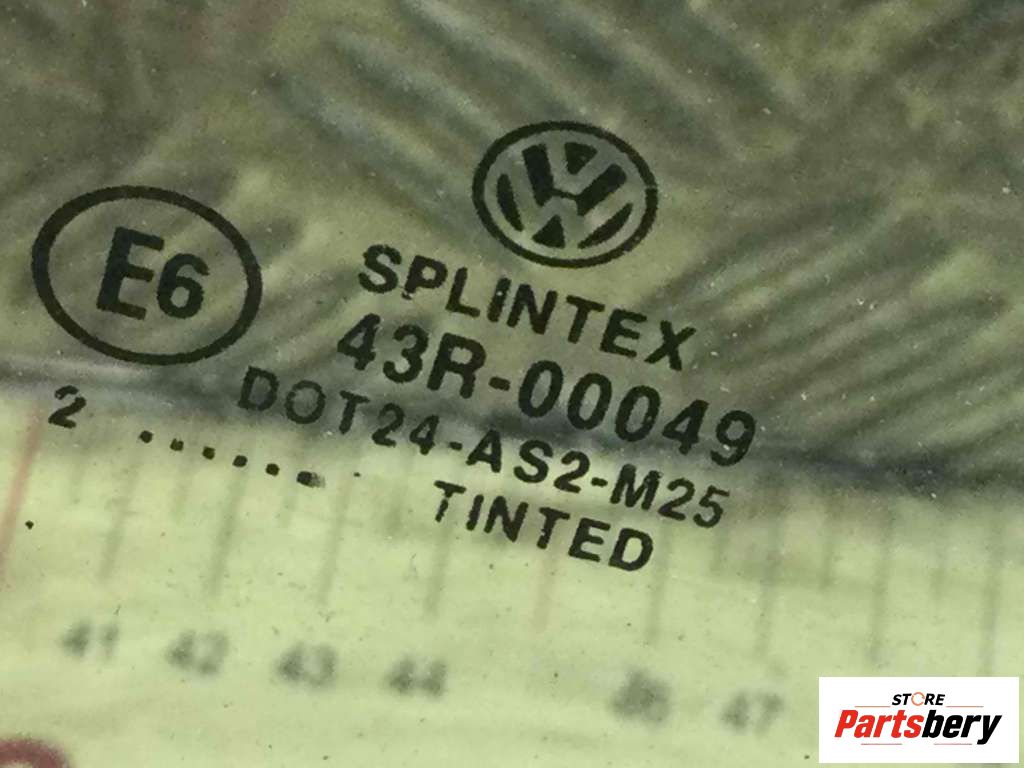 E6
SPLINTEX
43R-00049
DOT24-AS2-M25
TINTED
2 ......
41 42 43 44 47
STORE
Partsbery